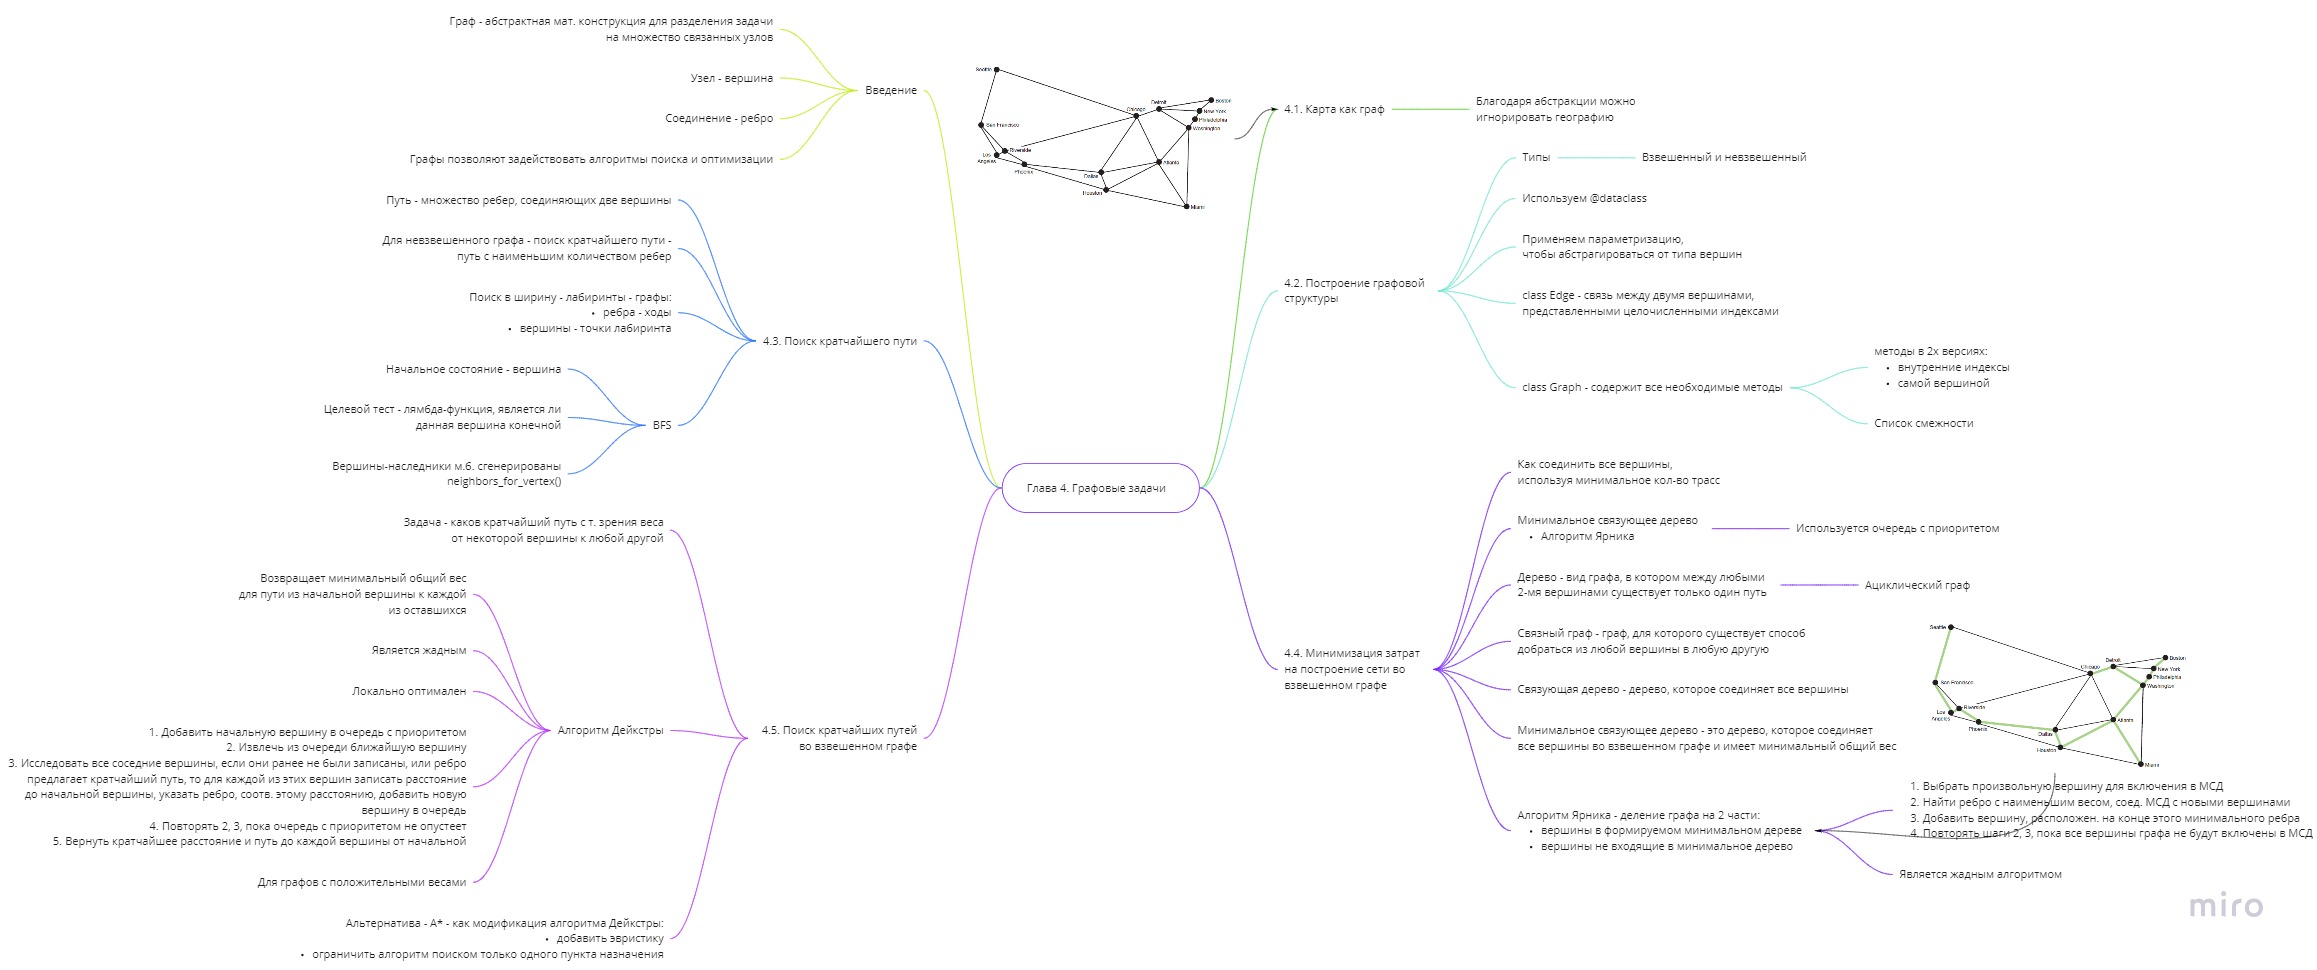 Граф - абстрактная мат. конструкция для разделения задачи
на множество связанных узлов
Узел - вершина
Соединение - ребро
Графы позволяют задействовать алгоритмы поиска и оптимизации
Введение
Путь - множество ребер, соединяющих две вершины
Для невзвешенного графа - поиск кратчайшего пути -
путь с наименьшим количеством ребер
Поиск в ширину - лабиринты - графы:
• ребра - ходы
• вершины - точки лабиринта
4.3. Поиск кратчайшего пути
Начальное состояние - вершина
Целевой тест - лямбда-функция, является ли
данная вершина конечной
BFS
Вершины-наследники м.б. сгенерированы
neighbors_for_vertex()
Глава 4. Графовые задачи
Задача - каков кратчайший путь с т. зрения веса
от некоторой вершины к любой другой
Возвращает минимальный общий вес
для пути из начальной вершины к каждой
из оставшихся
Является жадным
Локально оптимален
Алгоритм Дейкстры
4.5. Поиск кратчайших путей
во взвешенном графе
1. Добавить начальную вершину в очередь с приоритетом
2. Извлечь из очереди ближайшую вершину
3. Исследовать все соседние вершины, если они ранее не были записаны, или ребро
предлагает кратчайший путь, то для каждой из этих вершин записать расстояние
до начальной вершины, указать ребро, соотв. этому расстоянию, добавить новую
вершину в очередь
4. Повторять 2, 3, пока очередь с приоритетом не опустеет
5. Вернуть кратчайшее расстояние и путь до каждой вершины от начальной
Для графов с положительными весами
Альтернатива - A* - как модификация алгоритма Дейкстры:
• добавить эвристику
• ограничить алгоритм поиском только одного пункта назначения
Seattle
Chicago
Detroit
Boston
New York
Philadelphia
Washington
San Francisco
Riverside
Los
Angeles
Phoenix
Dallas
Atlanta
Houston
Miami
4.1. Карта как граф
Благодаря абстракции можно
игнорировать географию
4.2. Построение графовой
структуры
Типы
Взвешенный и невзвешенный
Используем @dataclass
Применяем параметризацию,
чтобы абстрагироваться от типа вершин
class Edge - связь между двумя вершинами,
представленными целочисленными индексами
class Graph - содержит все необходимые методы
методы в 2х версиях:
• внутренние индексы
• самой вершиной
Список смежности
4.4. Минимизация затрат
на построение сети во
взвешенном графе
Как соединить все вершины,
используя минимальное кол-во трасс
Минимальное связующее дерево
• Алгоритм Ярника
Используется очередь с приоритетом
Дерево - вид графа, в котором между любыми
2-мя вершинами существует только один путь
Ациклический граф
Связный граф - граф, для которого существует способ
добраться из любой вершины в любую другую
Связующая дерево - дерево, которое соединяет все вершины
Минимальное связующее дерево - это дерево, которое соединяет
все вершины во взвешенном графе и имеет минимальный общий вес
Seattle
Chicago
Detroit
Boston
New York
Philadelphia
Washington
San Francisco
Riverside
Los
Angeles
Phoenix
Dallas
Atlanta
Houston
Miami
Алгоритм Ярника - деление графа на 2 части:
• вершины в формируемом минимальном дереве
• вершины не входящие в минимальное дерево
1. Выбрать произвольную вершину для включения в МСД
2. Найти ребро с наименьшим весом, соед. МСД с новыми вершинами
3. Добавить вершину, расположен. на конце этого минимального ребра
4. Повторять шаги 2, 3, пока все вершины графа не будут включены в МСД
Является жадным алгоритмом
miro